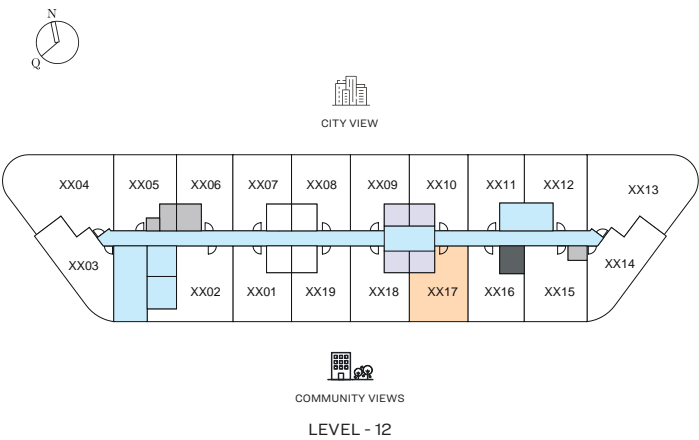 N
Q
CITY VIEW
XX04 XX05 XX06 XX07 XX08 XX09 XX10 XX11 XX12 XX13
XX03 XX02 XX01 XX19 XX18 XX17 XX16 XX15 XX14
COMMUNITY VIEWS
LEVEL - 12